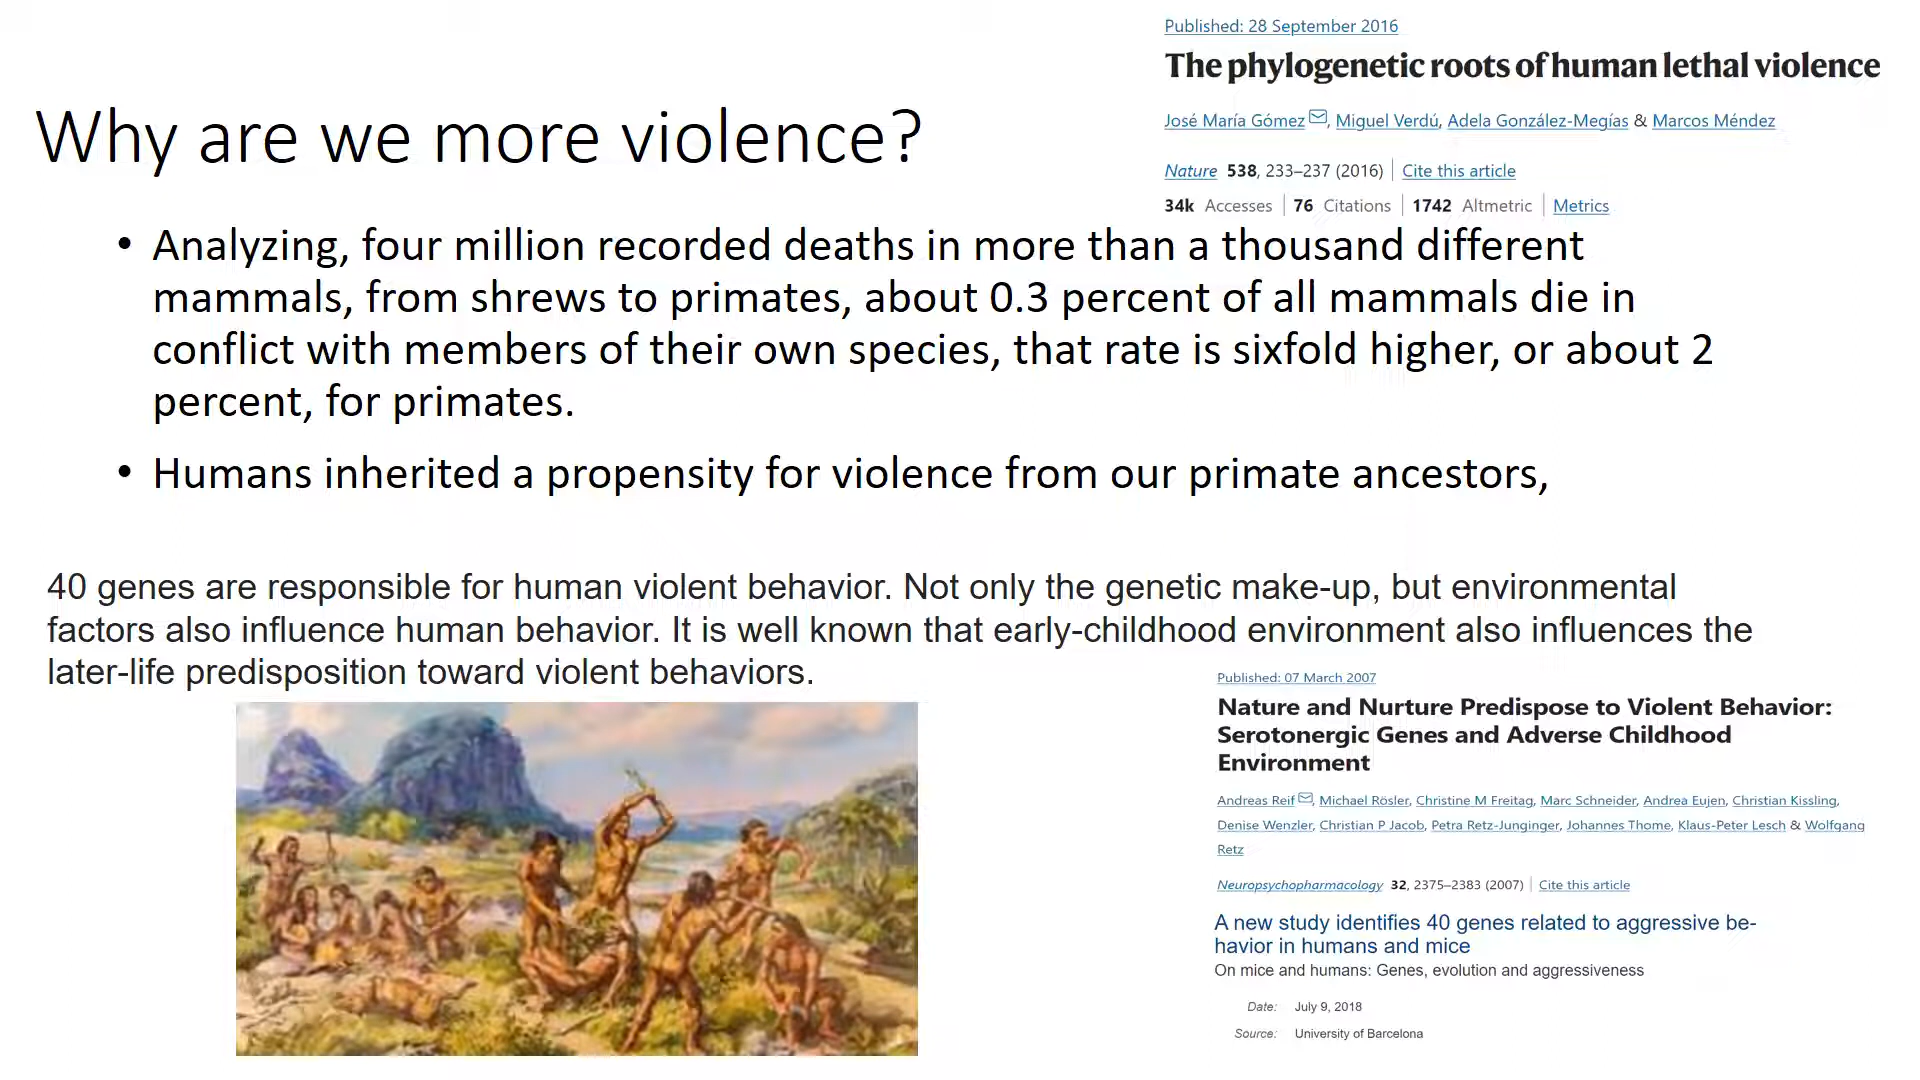 Published: 28 September 2016
The phylogenetic roots of human lethal violence
José María Gómez, Miguel Verdú, Adela González-Megías & Marcos Méndez
Nature 538, 233–237 (2016) Cite this article
34k Accesses 76 Citations 1742 Altmetric Metrics
Why are we more violence?
• Analyzing, four million recorded deaths in more than a thousand different
mammals, from shrews to primates, about 0.3 percent of all mammals die in
conflict with members of their own species, that rate is sixfold higher, or about 2
percent, for primates.
• Humans inherited a propensity for violence from our primate ancestors,
40 genes are responsible for human violent behavior. Not only the genetic make-up, but environmental
factors also influence human behavior. It is well known that early-childhood environment also influences the
later-life predisposition toward violent behaviors.
Published: 07 March 2007
Nature and Nurture Predispose to Violent Behavior:
Serotonergic Genes and Adverse Childhood
Environment
Andreas Reif, Michael Rösler, Christine M Freitag, Marc Schneider, Andrea Eujen, Christian Kissling,
Denise Wenzler, Christian P Jacob, Petra Retz-Junginger, Johannes Thome, Klaus-Peter Lesch & Wolfgang
Retz
Neuropsychopharmacology 32, 2375–2383 (2007) Cite this article
A new study identifies 40 genes related to aggressive be-
havior in humans and mice
On mice and humans: Genes, evolution and aggressiveness
Date: July 9, 2018
Source: University of Barcelona